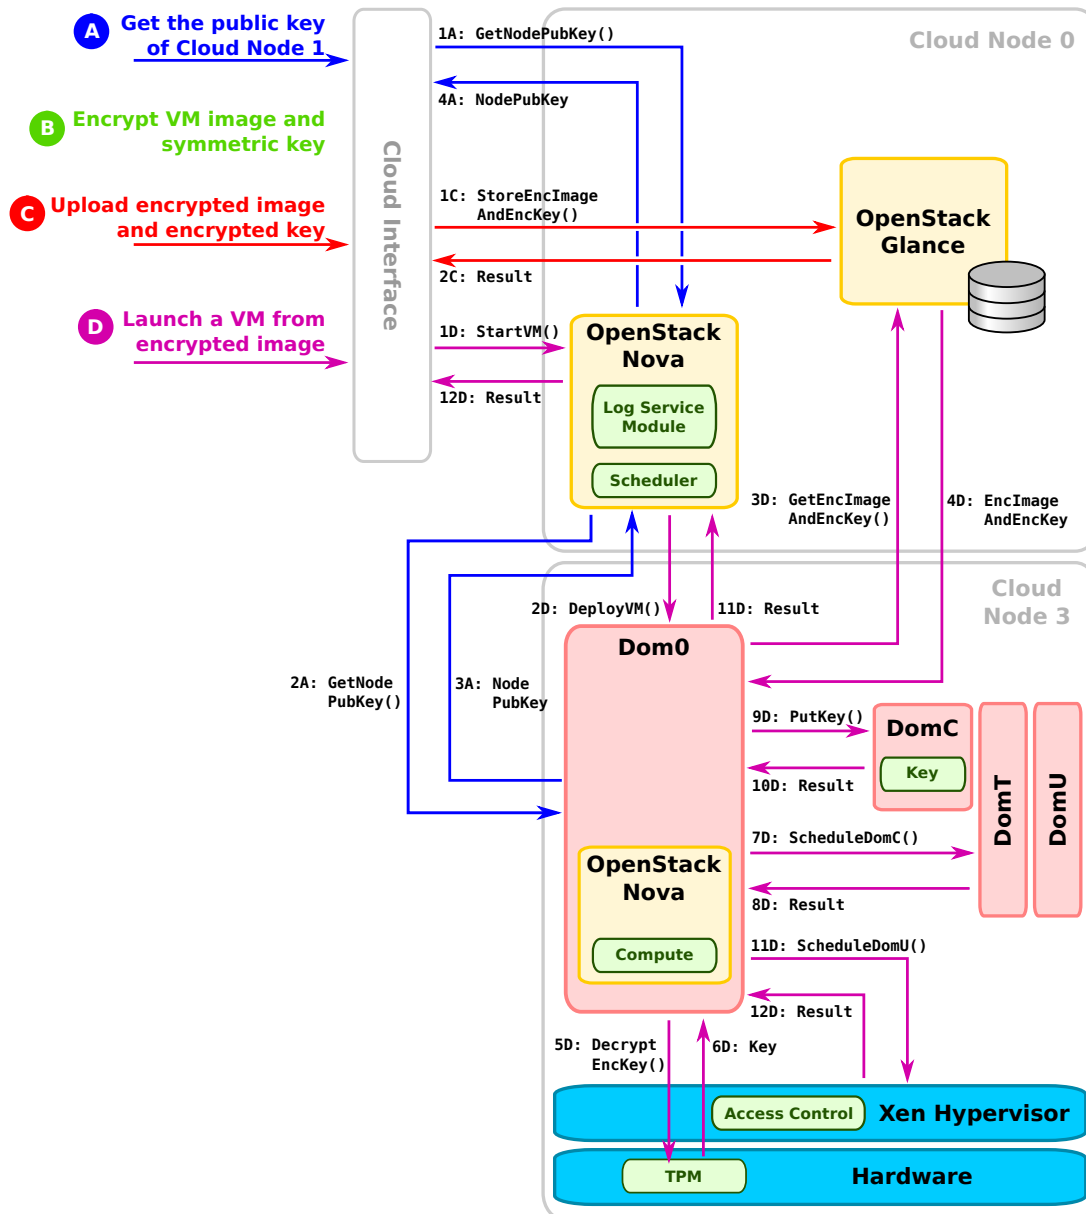 A
Get the public key
of Cloud Node 1
B
Encrypt VM image and
symmetric key
C
Upload encrypted image
and encrypted key
D
Launch a VM from
encrypted image
Cloud Interface
Cloud Node 0
1A: GetNodePubKey()
4A: NodePubKey
1C: StoreEncImage
AndEncKey()
2C: Result
1D: StartVM()
12D: Result
OpenStack
Glance
OpenStack
Nova
Log Service
Module
Scheduler
3D: GetEncImage
AndEncKey()
4D: EncImage
AndEncKey
Cloud
Node 3
2D: DeployVM()
11D: Result
2A: GetNode
PubKey()
3A: Node
PubKey
Dom0
9D: PutKey()
10D: Result
DomC
Key
DomT
DomU
7D: ScheduleDomC()
8D: Result
OpenStack
Nova
Compute
11D: ScheduleDomU()
12D: Result
5D: Decrypt
EncKey()
6D: Key
Access Control
Xen Hypervisor
TPM
Hardware